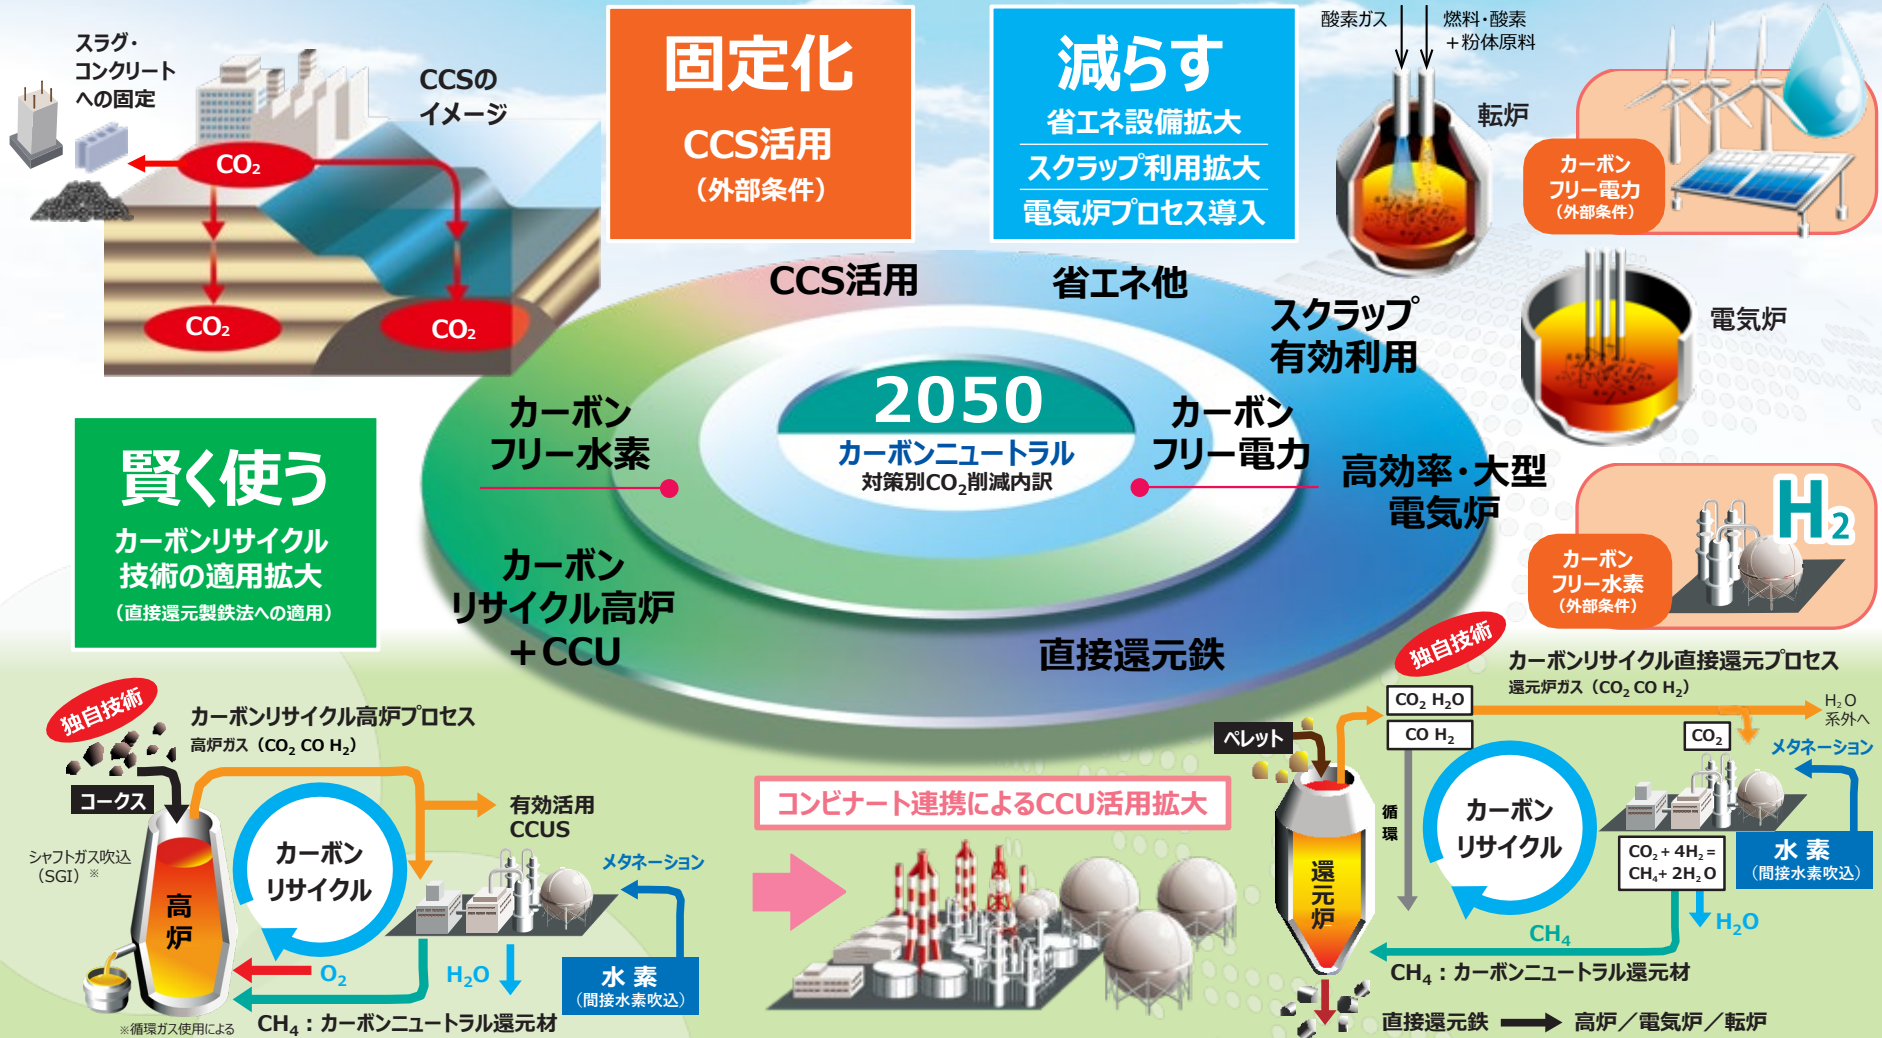 スラグ・
コンクリート
への固定
CCSの
イメージ
CO₂
CO₂
CO₂
固定化
CCS活用
（外部条件）
減らす
省エネ設備拡大
スクラップ利用拡大
電気炉プロセス導入
酸素ガス
燃料・酸素
＋粉体原料
転炉
カーボン
フリー電力
（外部条件）
電気炉
CCS活用
省エネ他
スクラップ
有効利用
カーボン
フリー水素
2050
カーボンニュートラル
対策別CO₂削減内訳
カーボン
フリー電力
高効率・大型
電気炉
カーボン
リサイクル高炉
＋CCU
直接還元鉄
賢く使う
カーボンリサイクル
技術の適用拡大
（直接還元製鉄法への適用）
H₂
カーボン
フリー水素
（外部条件）
独自技術
カーボンリサイクル高炉プロセス
高炉ガス（CO₂ CO H₂）
コークス
シャフトガス吹込
（SGI）※
高炉
カーボン
リサイクル
有効活用
CCUS
メタネーション
O₂
H₂O
水 素
（間接水素吹込）
※循環ガス使用による
CH₄：カーボンニュートラル還元材
コンビナート連携によるCCU活用拡大
独自技術
カーボンリサイクル直接還元プロセス
還元炉ガス（CO₂ CO H₂）
CO₂ H₂O
CO H₂
H₂O
系外へ
ペレット
CO₂
メタネーション
循環
カーボン
リサイクル
還元炉
CO₂＋4H₂＝
CH₄＋2H₂O
水 素
（間接水素吹込）
H₂O
CH₄
CH₄：カーボンニュートラル還元材
直接還元鉄
高炉／電気炉／転炉